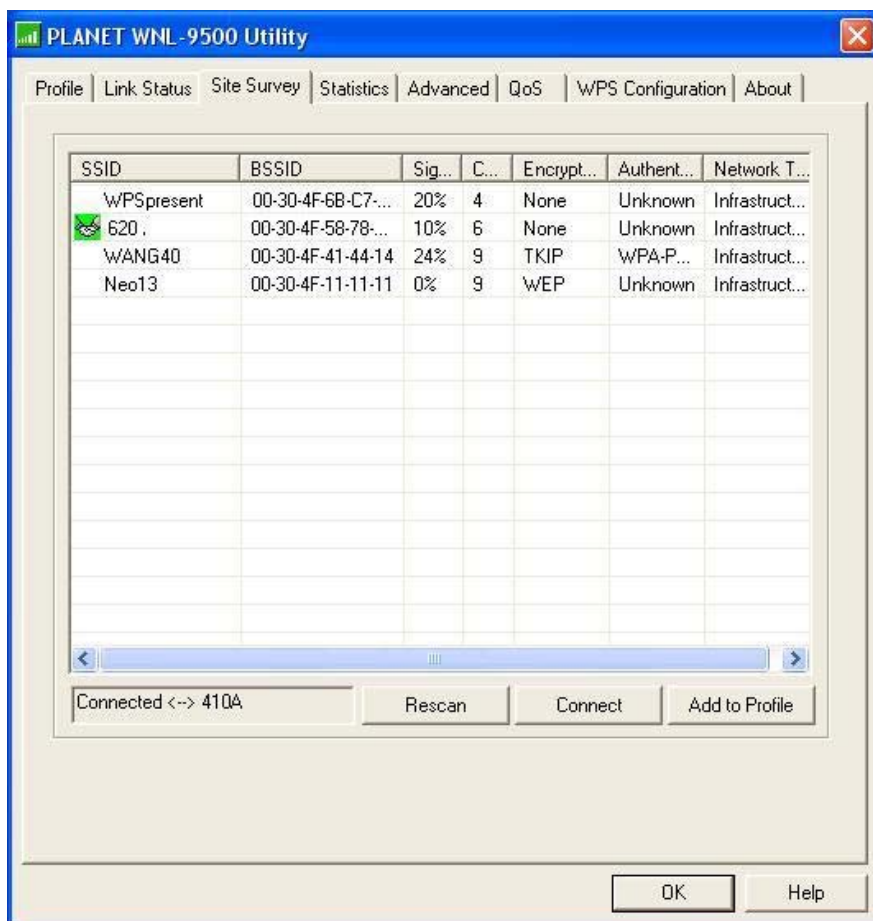 PLANET WNL-9500 Utility
Profile Link Status Site Survey Statistics Advanced QoS WPS Configuration About
SSID BSSID Sig... C... Encrypt... Authent... Network T...
WPSpresent 00-30-4F-6B-C7-... 20% 4 None Unknown Infrastruct...
620. 00-30-4F-58-78-... 10% 6 None Unknown Infrastruct...
WANG40 00-30-4F-41-44-14 24% 9 TKIP WPA-P... Infrastruct...
Neo13 00-30-4F-11-11-11 0% 9 WEP Unknown Infrastruct...
Connected <--> 410A Rescan Connect Add to Profile
OK Help